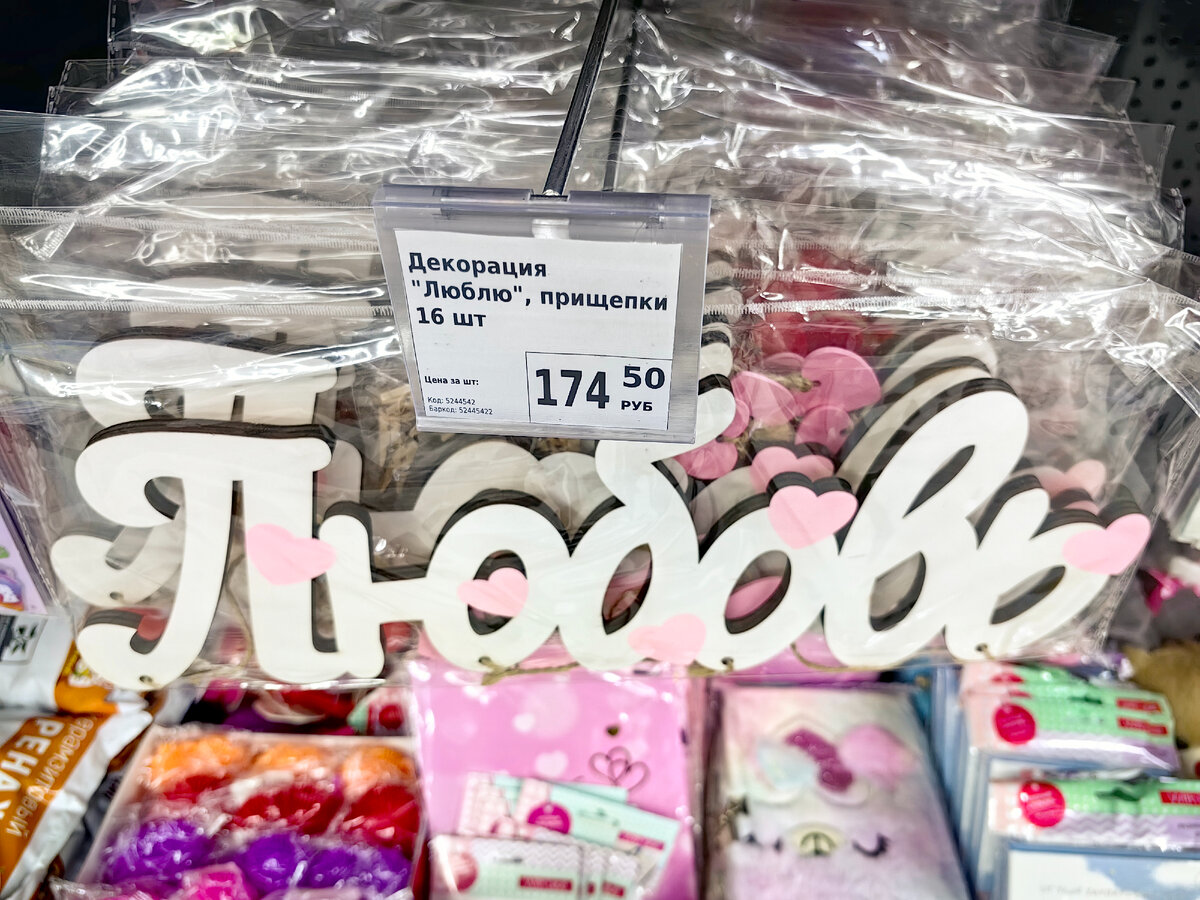 Декорация
"Люблю", прищепки
16 шт
Цена за шт:
174 50
РУБ
Код: 5244542
Баркод: 52445422
Любовь